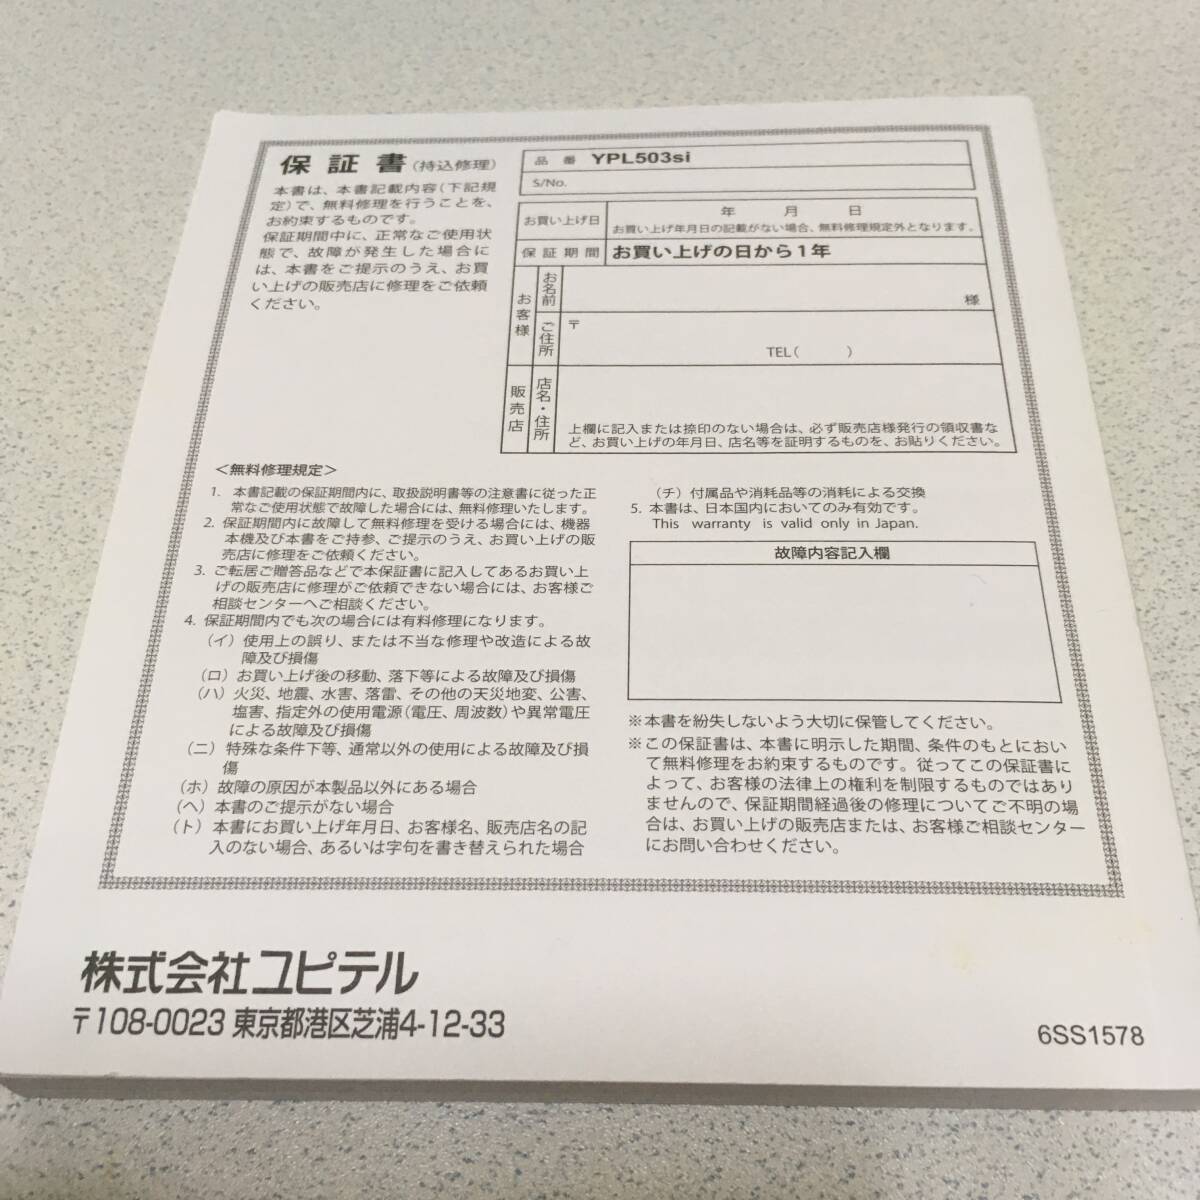 保証書(持込修理)
本書は、本書記載内容(下記規
定)で、無料修理を行うことを、
お約束するものです。
保証期間中に、正常なご使用状
態で、故障が発生した場合に
は、本書をご提示のうえ、お買
い上げの販売店に修理をご依頼
ください。
品番 YPL503si
S/No.
お買い上げ日 年 月 日
お買い上げ年月日の記載がない場合、無料修理規定外となります。
保証期間 お買い上げの日から1年
お客様
お名前 様
ご住所 〒
TEL( )
販売店
店名・住所
上欄に記入または捺印のない場合は、必ず販売店様発行の領収書な
ど、お買い上げの年月日、店名等を証明するものを、お貼りください。
<無料修理規定>
1. 本書記載の保証期間内に、取扱説明書等の注意書に従った正
常なご使用状態で故障した場合には、無料修理いたします。
2. 保証期間内に故障して無料修理を受ける場合には、機器
本機及び本書をご持参、ご提示のうえ、お買い上げの販
売店に修理をご依頼ください。
3. ご転居ご贈答品などで本保証書に記入してあるお買い上
げの販売店に修理がご依頼できない場合には、お客様ご
相談センターへご相談ください。
4. 保証期間内でも次の場合には有料修理になります。
(イ) 使用上の誤り、または不当な修理や改造による故
障及び損傷
(ロ) お買い上げ後の移動、落下等による故障及び損傷
(ハ) 火災、地震、水害、落雷、その他の天災地変、公害、
塩害、指定外の使用電源(電圧、周波数)や異常電圧
による故障及び損傷
(ニ) 特殊な条件下等、通常以外の使用による故障及び損
傷
(ホ) 故障の原因が本製品以外にある場合
(ヘ) 本書のご提示がない場合
(ト) 本書にお買い上げ年月日、お客様名、販売店名の記
入のない場合、あるいは字句を書き替えられた場合
(チ) 付属品や消耗品等の消耗による交換
5. 本書は、日本国内においてのみ有効です。
This warranty is valid only in Japan.
故障内容記入欄
※本書を紛失しないよう大切に保管してください。
※この保証書は、本書に明示した期間、条件のもとにおい
て無料修理をお約束するものです。従ってこの保証書に
よって、お客様の法律上の権利を制限するものではあり
ませんので、保証期間経過後の修理についてご不明の場
合は、お買い上げの販売店または、お客様ご相談センター
にお問い合わせください。
株式会社ユピテル
〒108-0023 東京都港区芝浦4-12-33
6SS1578